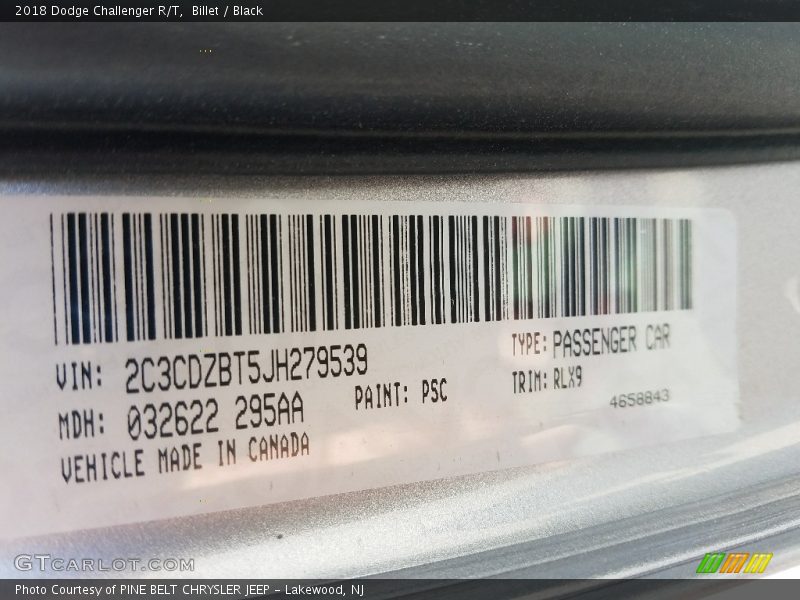 2018 Dodge Challenger R/T, Billet / Black
VIN: 2C3CDZBT5JH279539
TYPE: PASSENGER CAR
MDH: 032622 295AA
PAINT: PSC
TRIM: RLX9
4658843
VEHICLE MADE IN CANADA
GTCARLOT.COM
Photo Courtesy of PINE BELT CHRYSLER JEEP – Lakewood, NJ